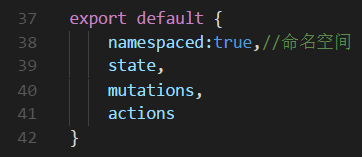 37 export default {
38 namespaced:true,//命名空间
39 state,
40 mutations,
41 actions
42 }